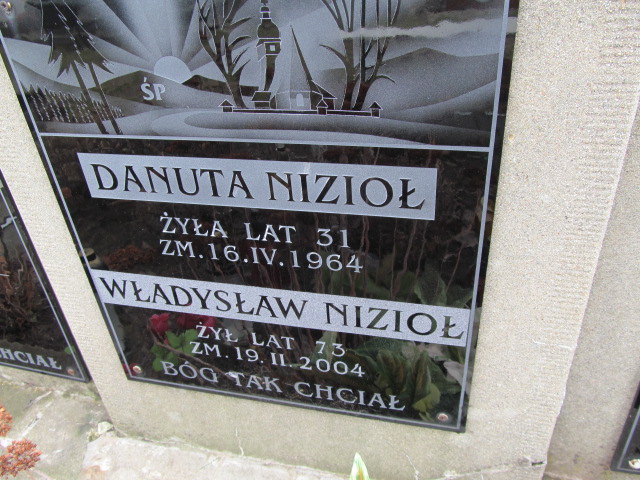 ŚP
DANUTA NIZIOŁ
ŻYŁA LAT 31
ZM. 16. IV. 1964
WŁADYSŁAW NIZIOŁ
ŻYŁ LAT 73
ZM. 19. II. 2004
BÓG TAK CHCIAŁ
CHCIAŁ